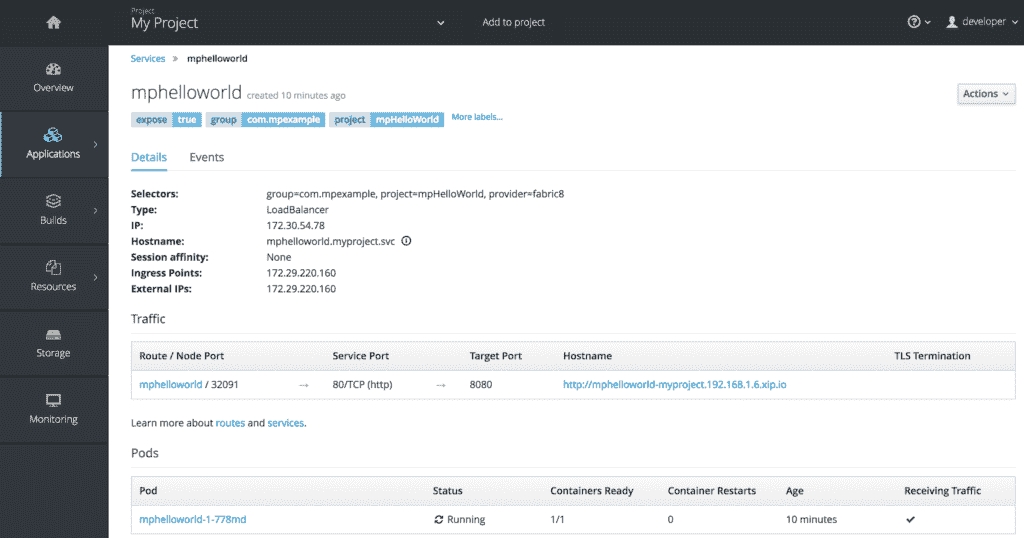 Project
My Project
Add to project
developer
Overview
Applications
Builds
Resources
Storage
Monitoring
Services » mphelloworld
mphelloworld created 10 minutes ago
Actions
expose true group com.mpexample project mpHelloWorld More labels...
Details Events
Selectors: group=com.mpexample, project=mpHelloWorld, provider=fabric8
Type: LoadBalancer
IP: 172.30.54.78
Hostname: mphelloworld.myproject.svc
Session affinity: None
Ingress Points: 172.29.220.160
External IPs: 172.29.220.160
Traffic
Route / Node Port Service Port Target Port Hostname TLS Termination
mphelloworld / 32091 → 80/TCP (http) → 8080 http://mphelloworld-myproject.192.168.1.6.xip.io
Learn more about routes and services.
Pods
Pod Status Containers Ready Container Restarts Age Receiving Traffic
mphelloworld-1-778md Running 1/1 0 10 minutes ✔